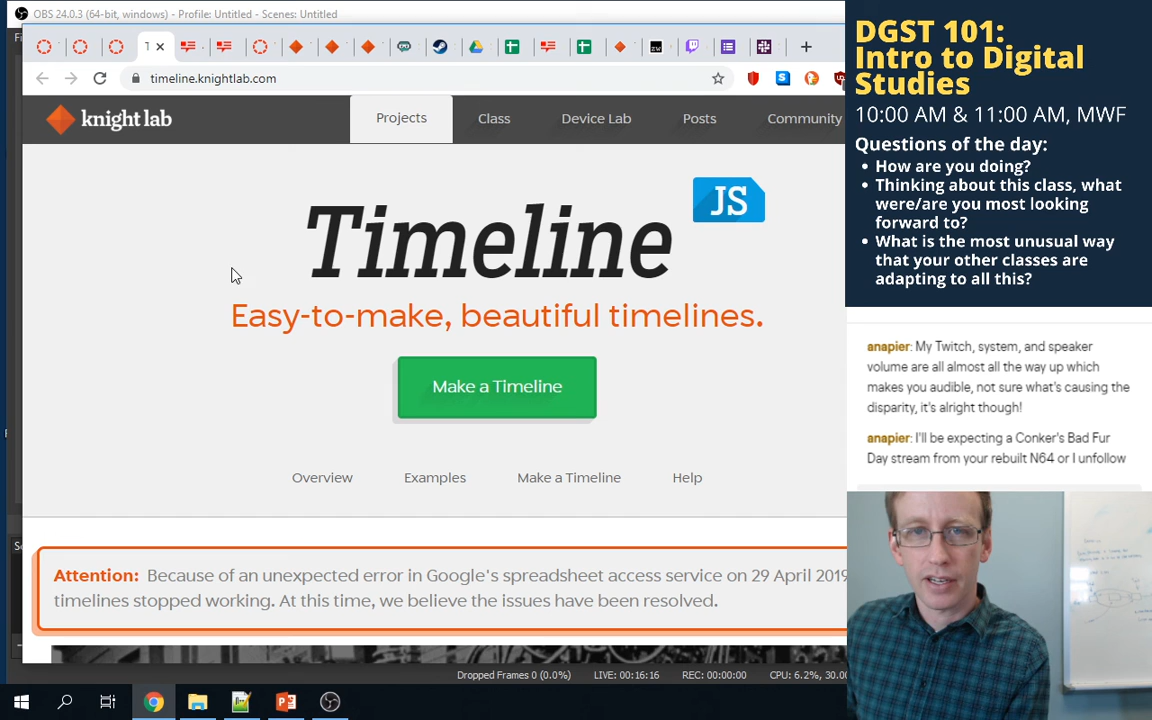 OBS 24.0.3 (64-bit, windows) - Profile: Untitled - Scenes: Untitled
timeline.knightlab.com
knight lab
Projects
Class
Device Lab
Posts
Community
Timeline
JS
Easy-to-make, beautiful timelines.
Make a Timeline
Overview
Examples
Make a Timeline
Help
Attention: Because of an unexpected error in Google's spreadsheet access service on 29 April 2019
timelines stopped working. At this time, we believe the issues have been resolved.
Dropped Frames 0 (0.0%)
LIVE: 00:16:16
REC: 00:00:00
CPU: 6.2%, 30.00
DGST 101:
Intro to Digital
Studies
10:00 AM & 11:00 AM, MWF
Questions of the day:
• How are you doing?
• Thinking about this class, what
were/are you most looking
forward to?
• What is the most unusual way
that your other classes are
adapting to all this?
anapier: My Twitch, system, and speaker
volume are all almost all the way up which
makes you audible, not sure what's causing the
disparity, it's alright though!
anapier: I'll be expecting a Conker's Bad Fur
Day stream from your rebuilt N64 or I unfollow